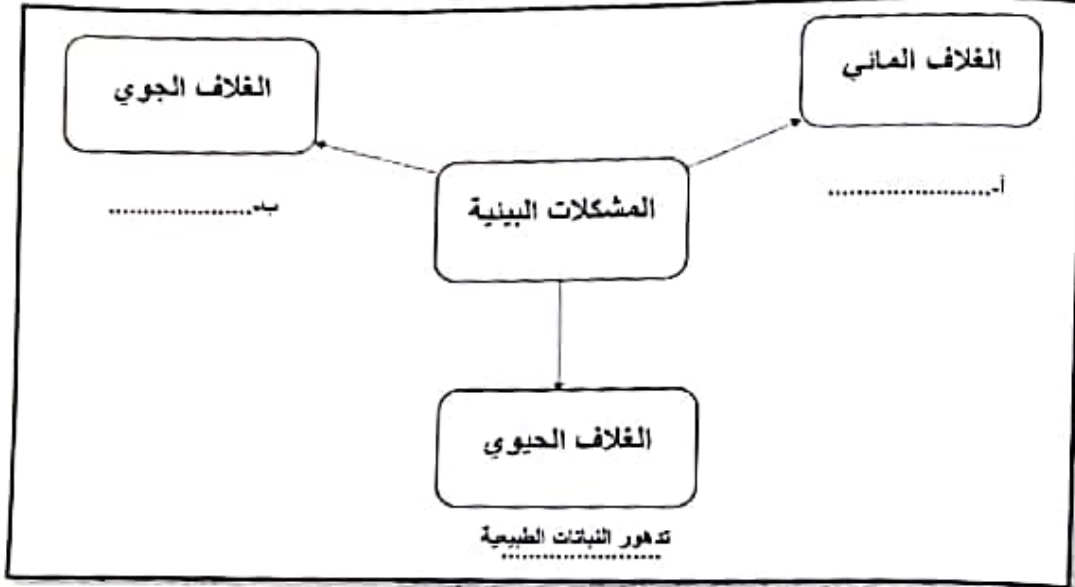 الغلاف المائي
الغلاف الجوي
أ-.......................
ب-....................
المشكلات البيئية
الغلاف الحيوي
تدهور النباتات الطبيعية
.......................